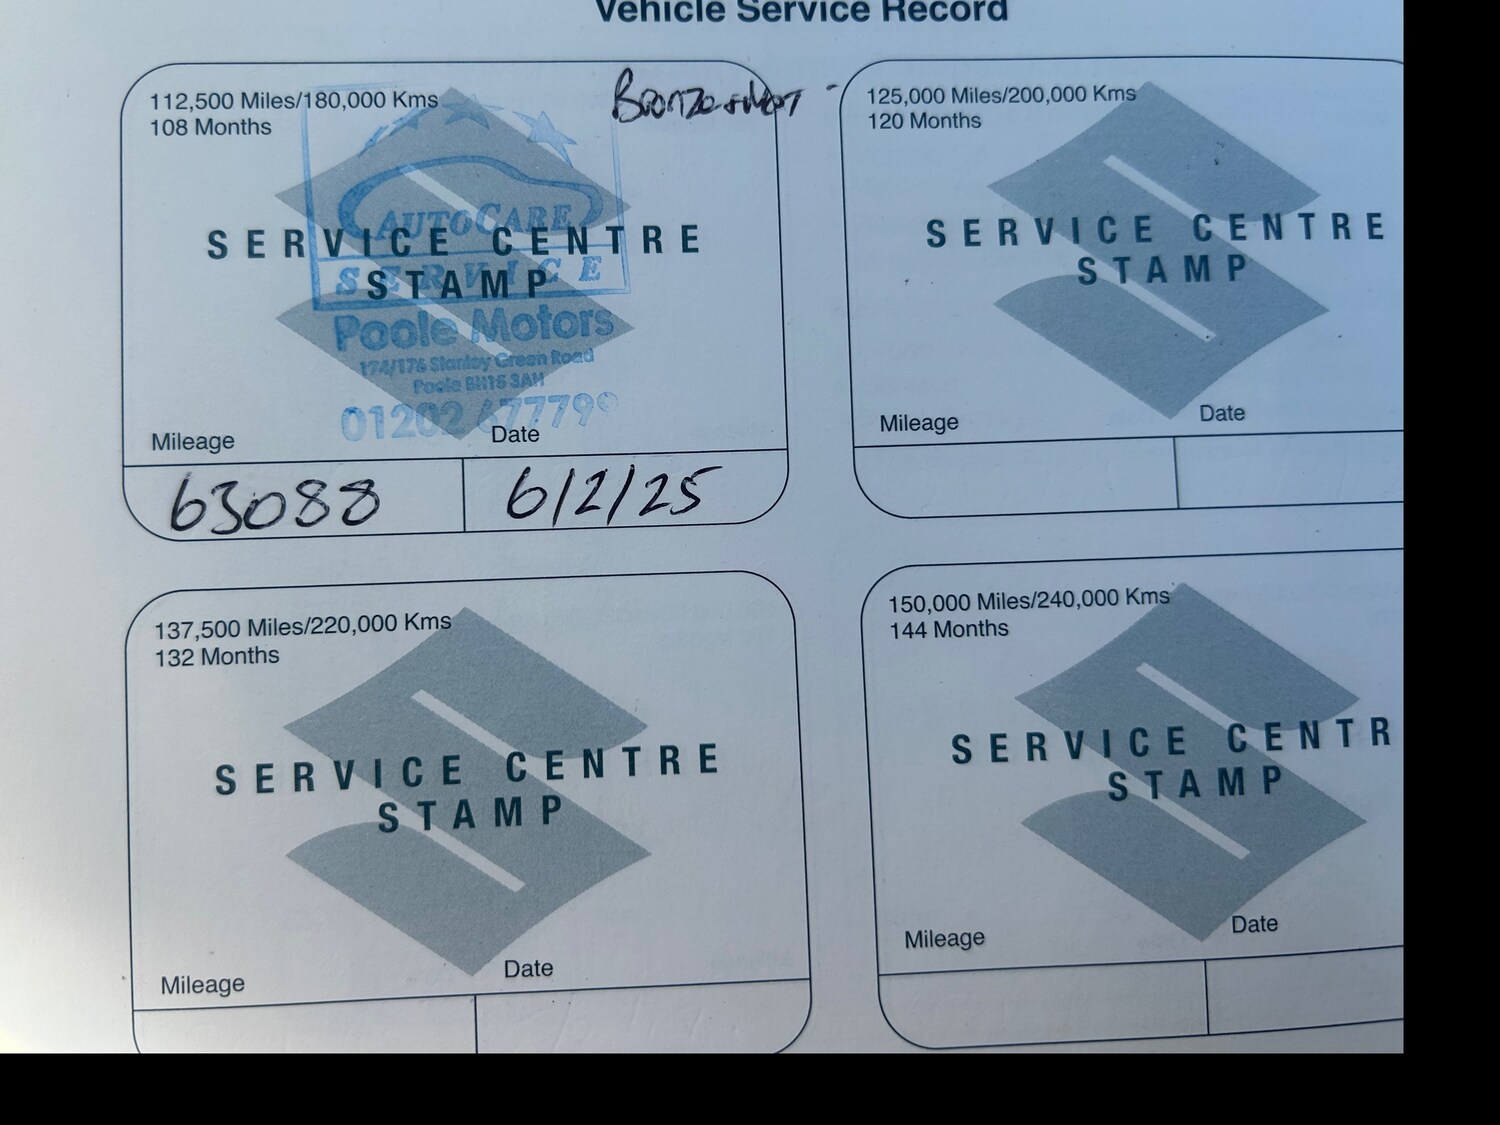 Vehicle Service Record
112,500 Miles/180,000 Kms
108 Months
Bronze + MOT
AUTOCARE
SERVICE
SERVICE CENTRE
STAMP
Poole Motors
174/176 Stanley Green Road
Poole BH15 3AH
01202 677799
Mileage
Date
63088
6/2/25
125,000 Miles/200,000 Kms
120 Months
SERVICE CENTRE
STAMP
Mileage
Date
137,500 Miles/220,000 Kms
132 Months
SERVICE CENTRE
STAMP
Mileage
Date
150,000 Miles/240,000 Kms
144 Months
SERVICE CENTR
STAMP
Mileage
Date